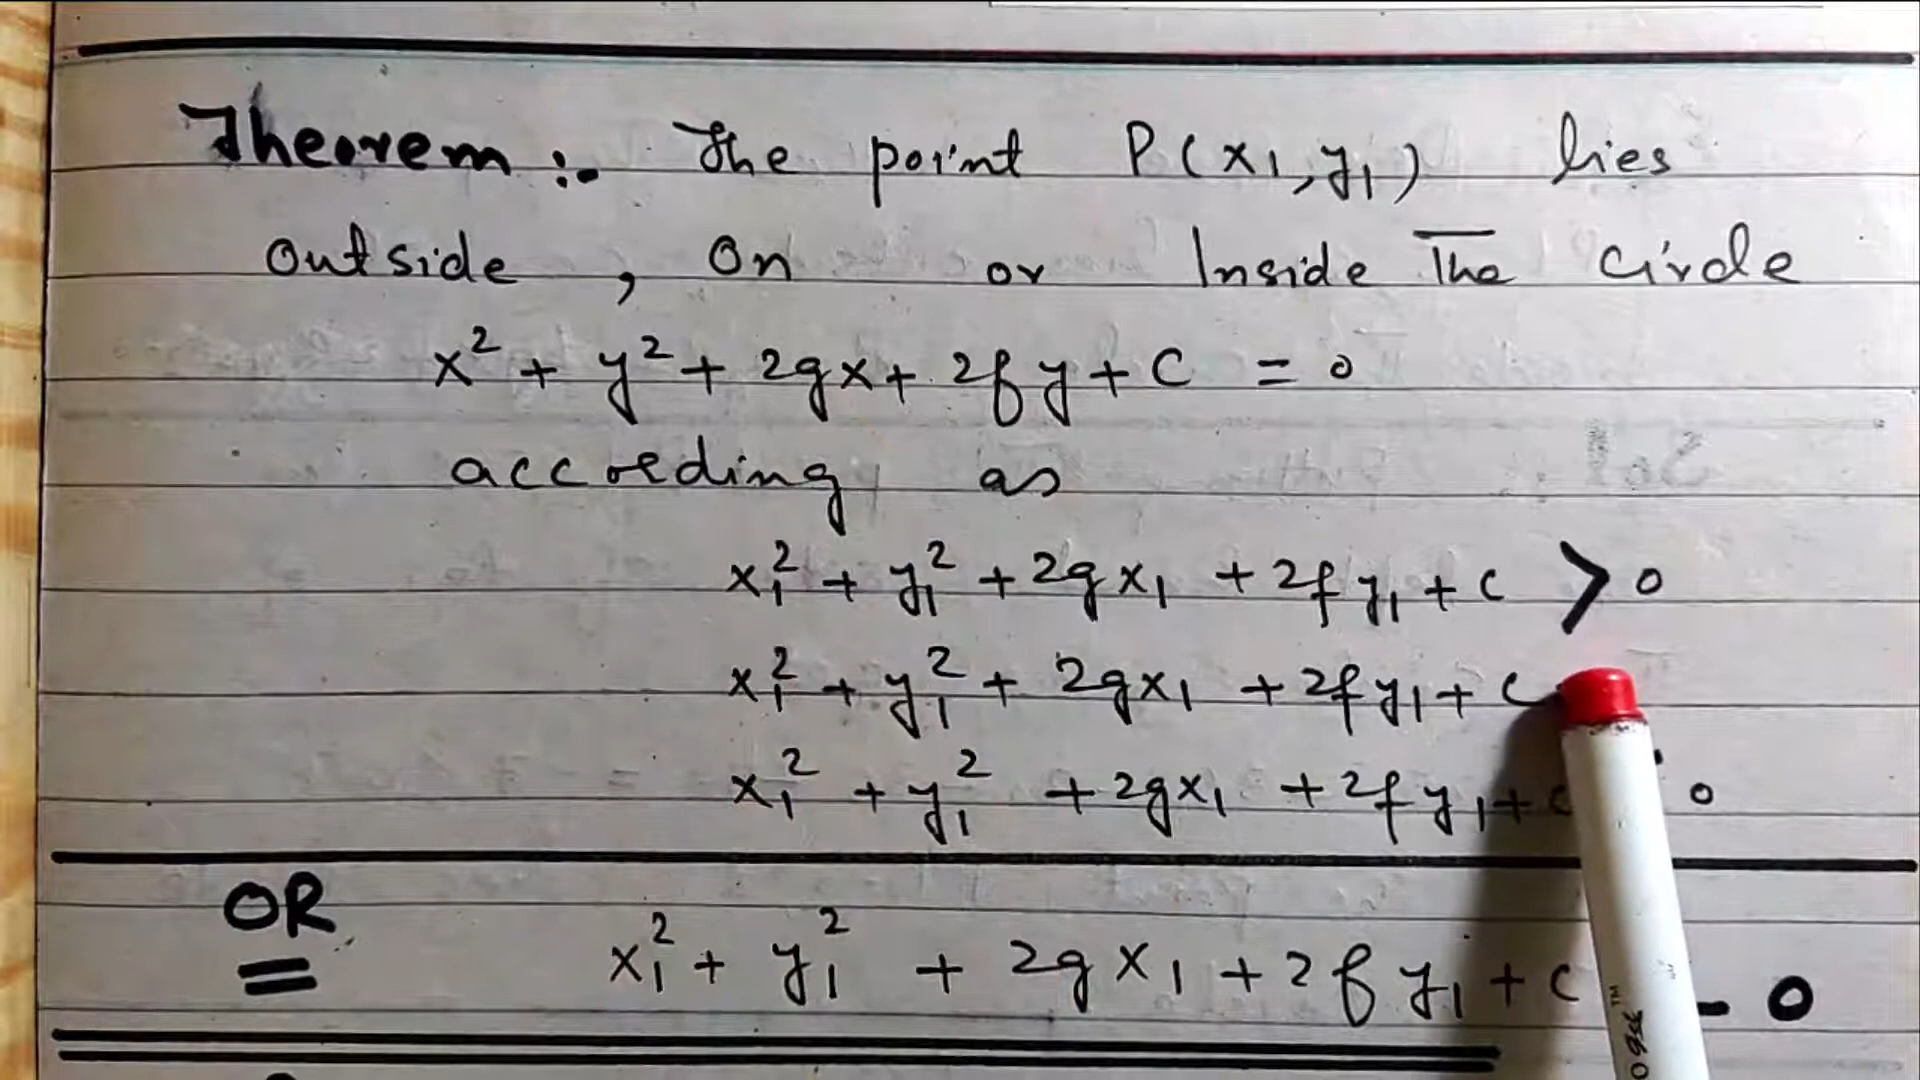 Theorem :- The point P(x₁,y₁) lies
Outside , On or Inside The Circle
x² + y² + 2gx + 2fy + C = 0
according as
x₁² + y₁² + 2gx₁ + 2fy₁ + c > 0
x₁² + y₁² + 2gx₁ + 2fy₁ + c
x₁² + y₁² + 2gx₁ + 2fy₁ + c 0
OR x₁² + y₁² + 2gx₁ + 2fy₁ + c 0